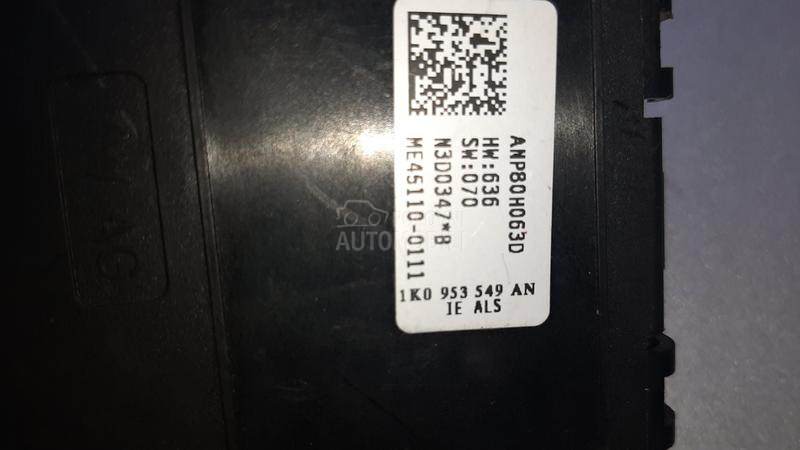 ANP80H063D
HW:636
SW:070
N3D0347*B
ME45110-0111
1K0 953 549 AN
IE ALS